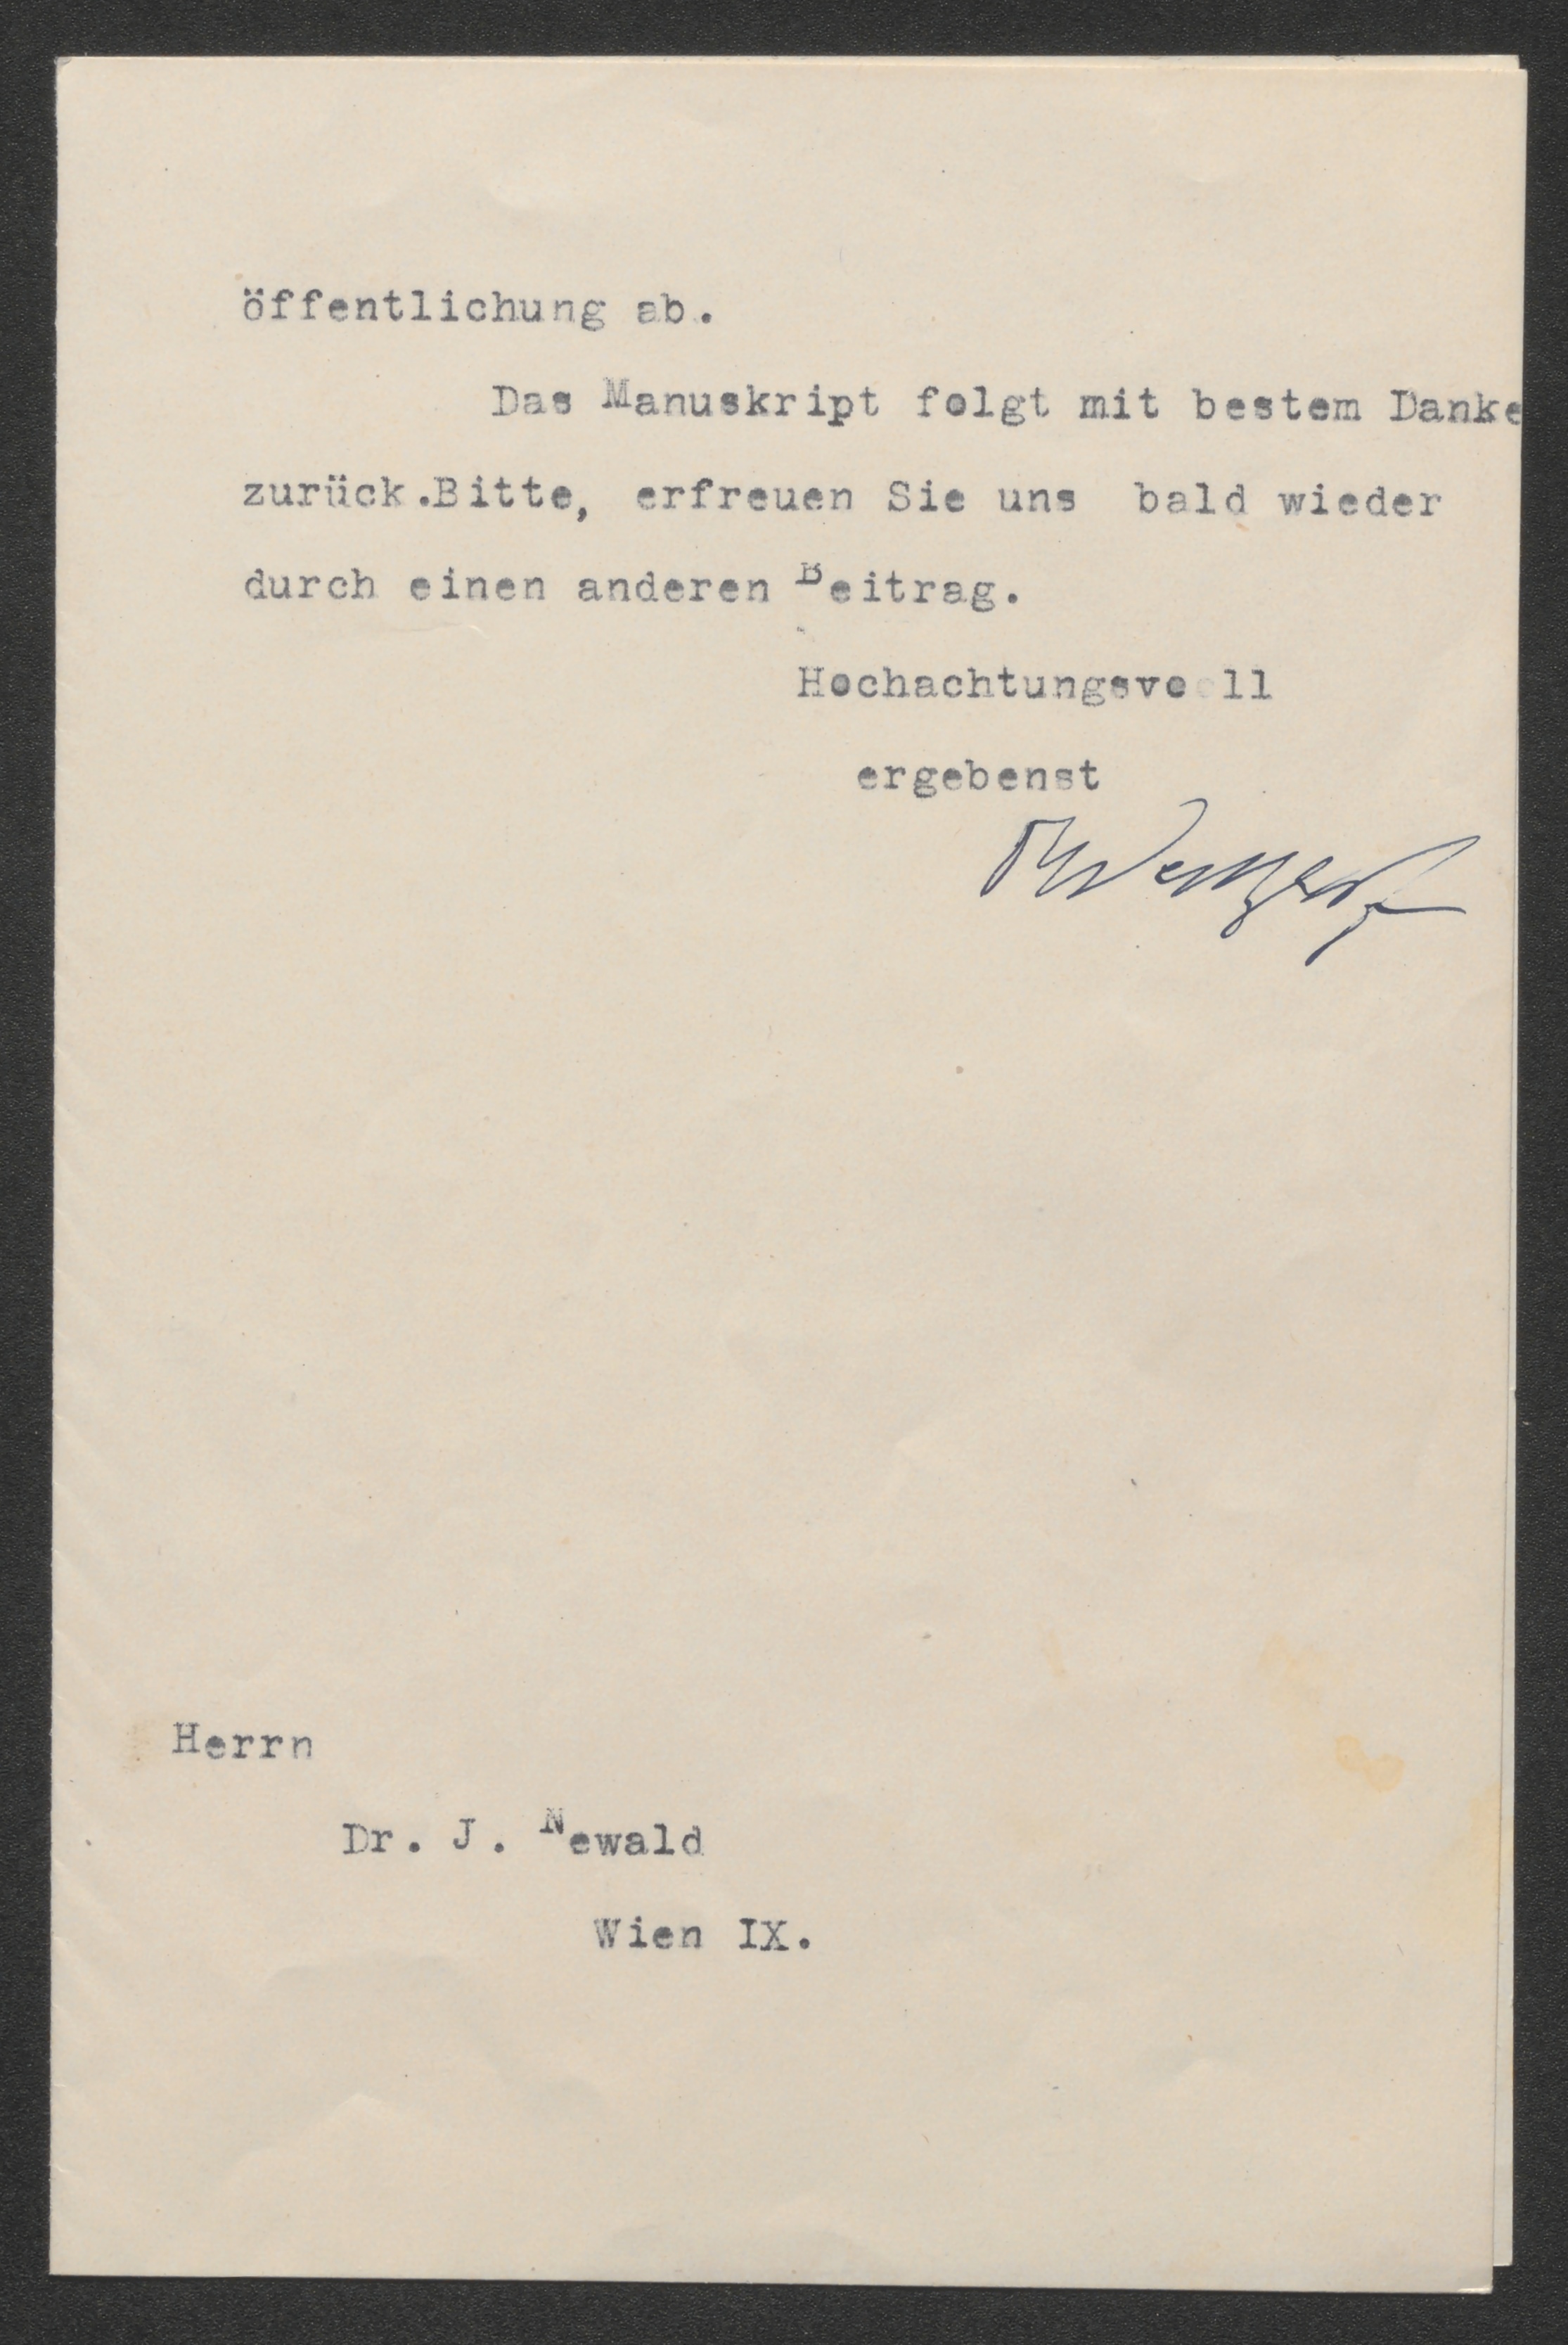 öffentlichung ab.
Das Manuskript folgt mit bestem Danke
zurück.Bitte, erfreuen Sie uns bald wieder
durch einen anderen Beitrag.
Hochachtungsvoll
ergebenst
Herrn
Dr. J. Newald
Wien IX.